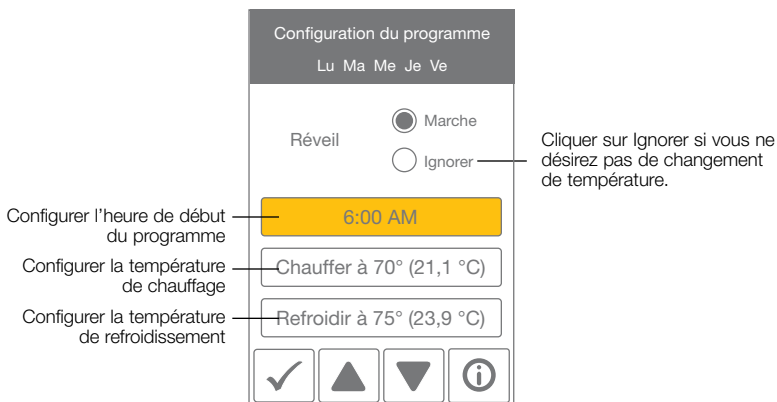 Configuration du programme
Lu Ma Me Je Ve
Réveil
Marche
Ignorer
Cliquer sur Ignorer si vous ne
désirez pas de changement
de température.
Configurer l'heure de début
du programme
6:00 AM
Configurer la température
de chauffage
Chauffer à 70° (21,1 °C)
Configurer la température
de refroidissement
Refroidir à 75° (23,9 °C)